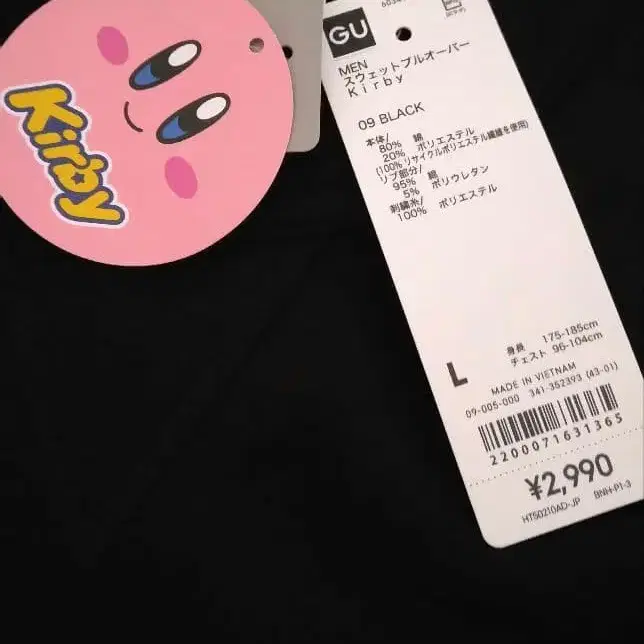 Kirby
GU
MEN
スウェットプルオーバー
Kirby
09 BLACK
本体/
80% 綿
20% ポリエステル
(100% リサイクルポリエステル繊維を使用)
リブ部分/
95% 綿
5% ポリウレタン
刺繍糸/
100% ポリエステル
L
身長 175-185cm
チェスト 96-104cm
MADE IN VIETNAM
09-005-000 341-352393 (43-01)
2200071631365
¥2,990
HT50210AD-JP BNH-P1-3